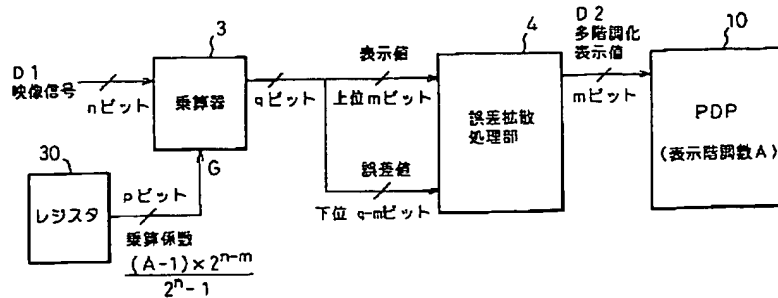 3
4
10
D1
映像信号
nビット
乗算器
qビット
表示値
上位mビット
誤差値
下位 q-mビット
誤差拡散
処理部
D2
多階調化
表示値
mビット
PDP
(表示階調数A)
30
レジスタ
pビット
G
乗算係数
(A-1)×2^{n-m}
2^n-1